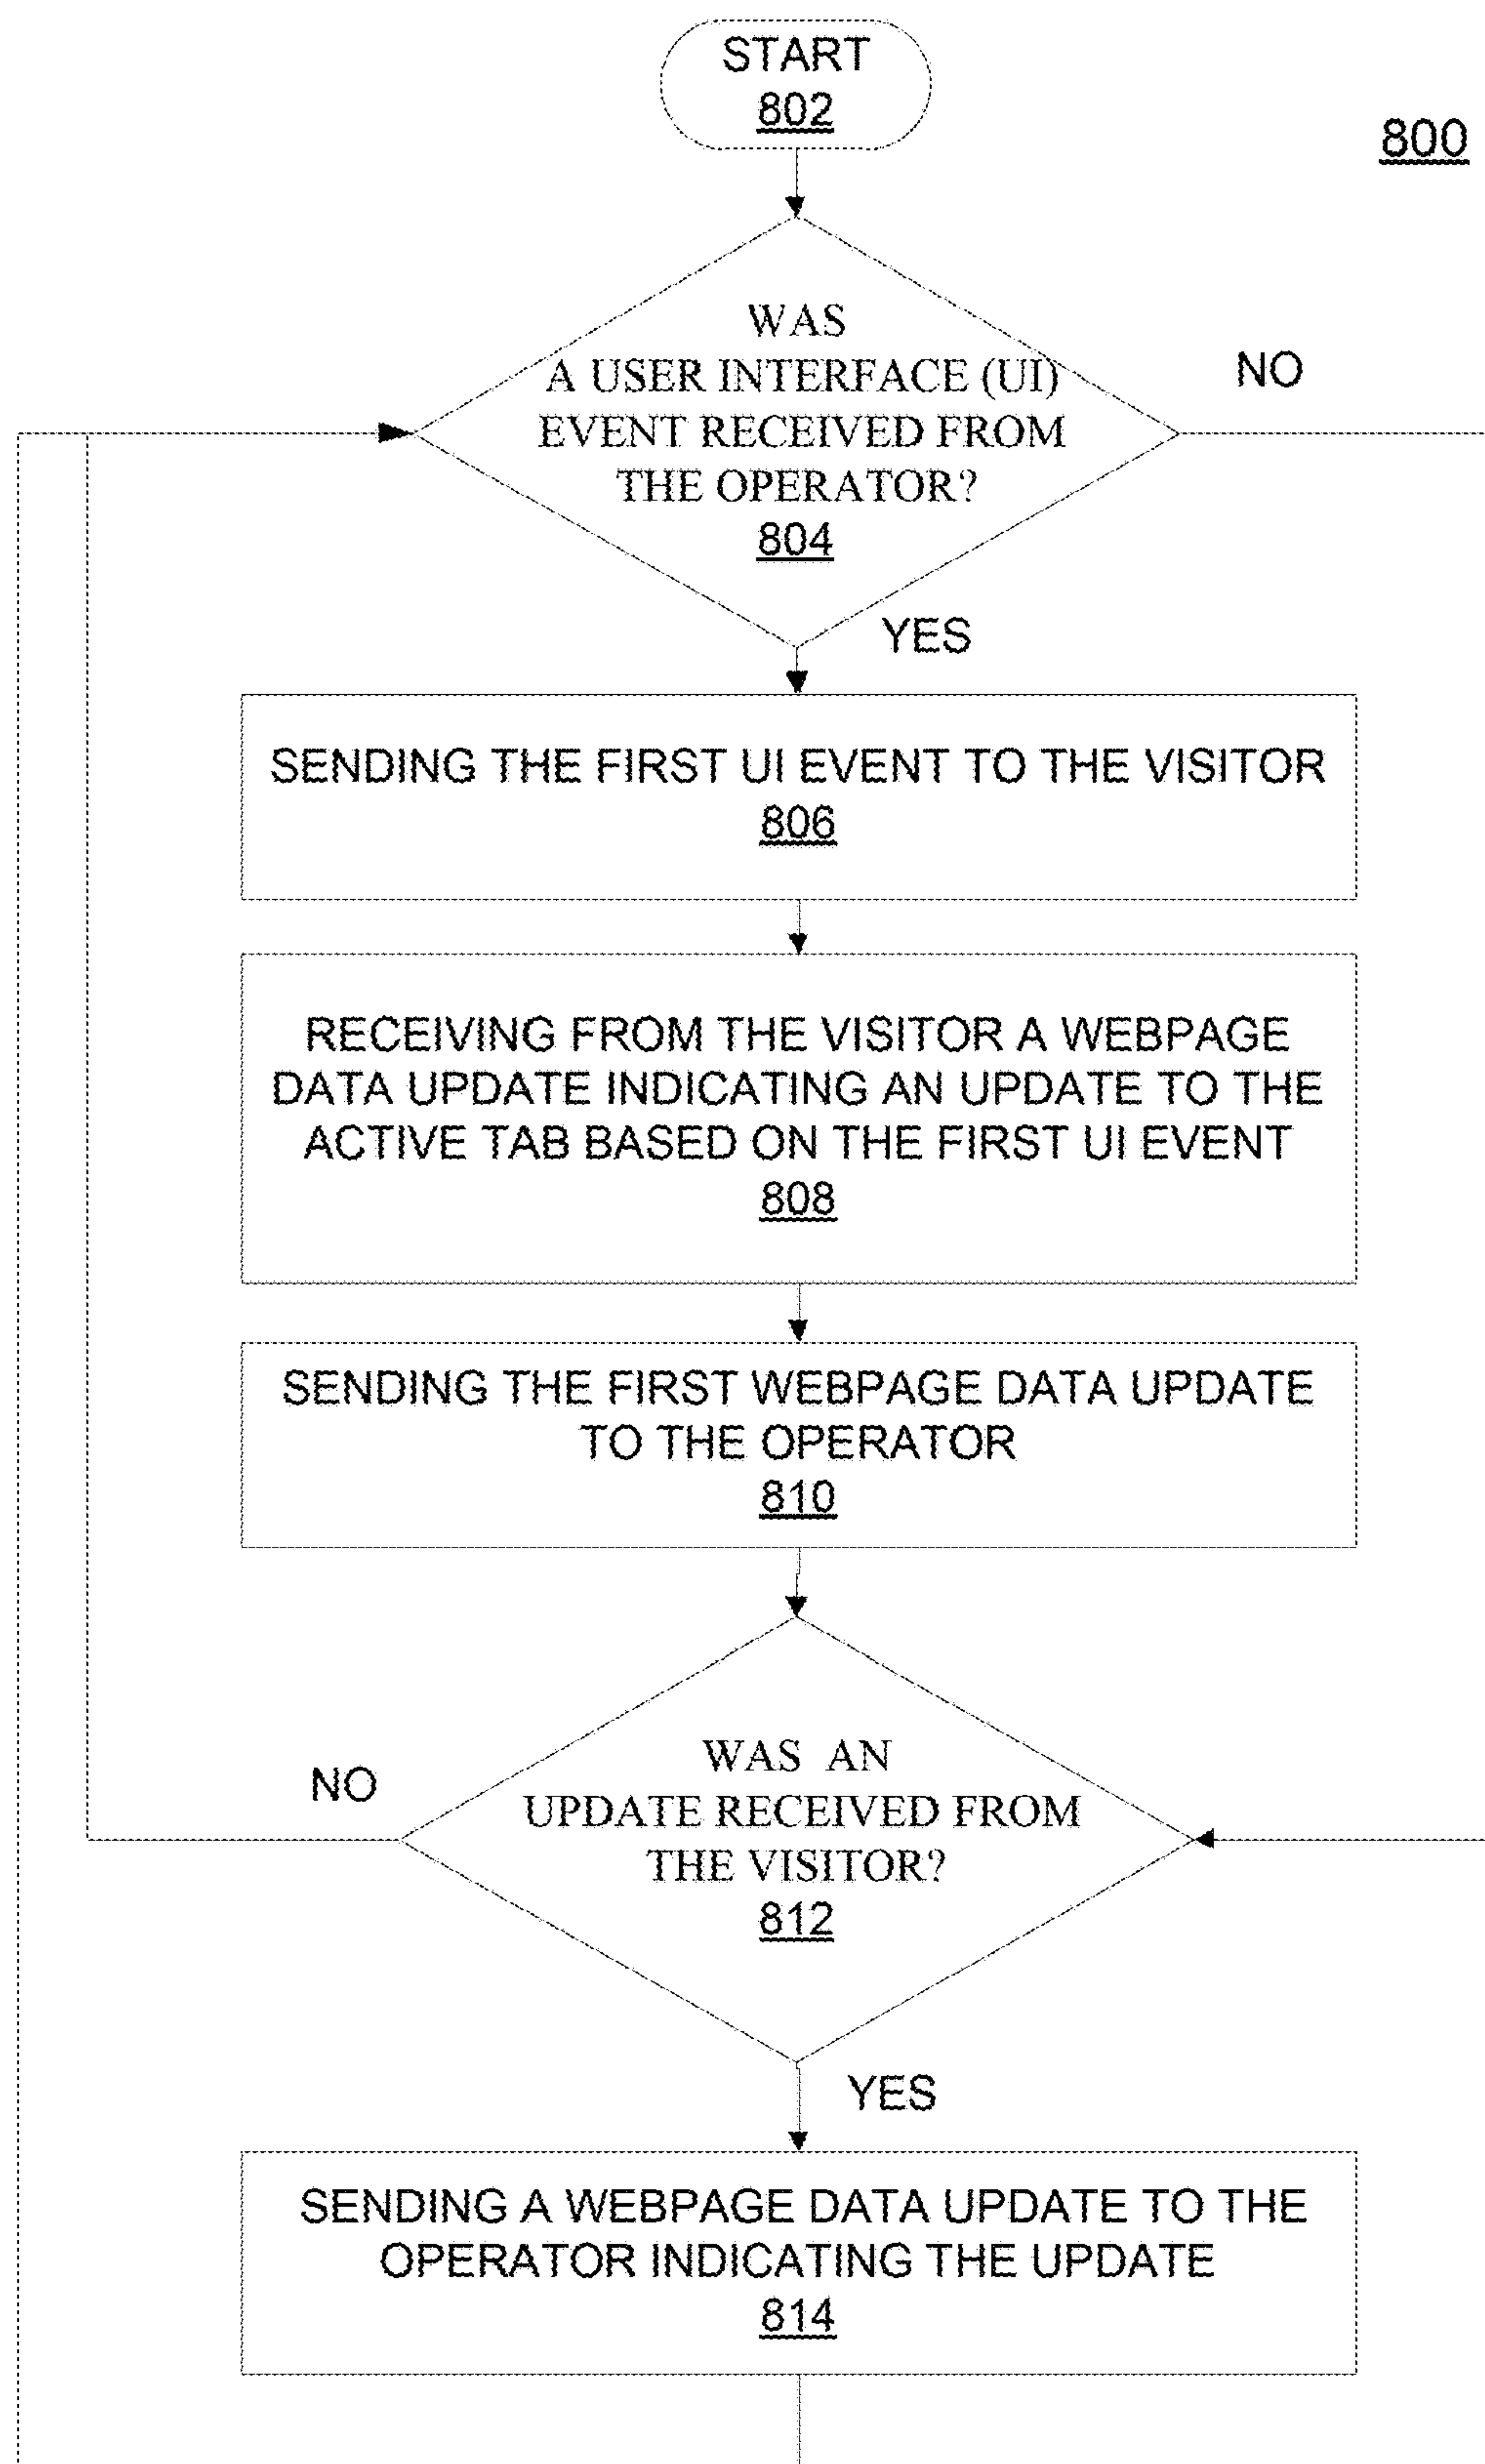 START
802
800
WAS
A USER INTERFACE (UI)
EVENT RECEIVED FROM
THE OPERATOR?
804
NO
YES
SENDING THE FIRST UI EVENT TO THE VISITOR
806
RECEIVING FROM THE VISITOR A WEBPAGE
DATA UPDATE INDICATING AN UPDATE TO THE
ACTIVE TAB BASED ON THE FIRST UI EVENT
808
SENDING THE FIRST WEBPAGE DATA UPDATE
TO THE OPERATOR
810
WAS AN
UPDATE RECEIVED FROM
THE VISITOR?
812
NO
YES
SENDING A WEBPAGE DATA UPDATE TO THE
OPERATOR INDICATING THE UPDATE
814